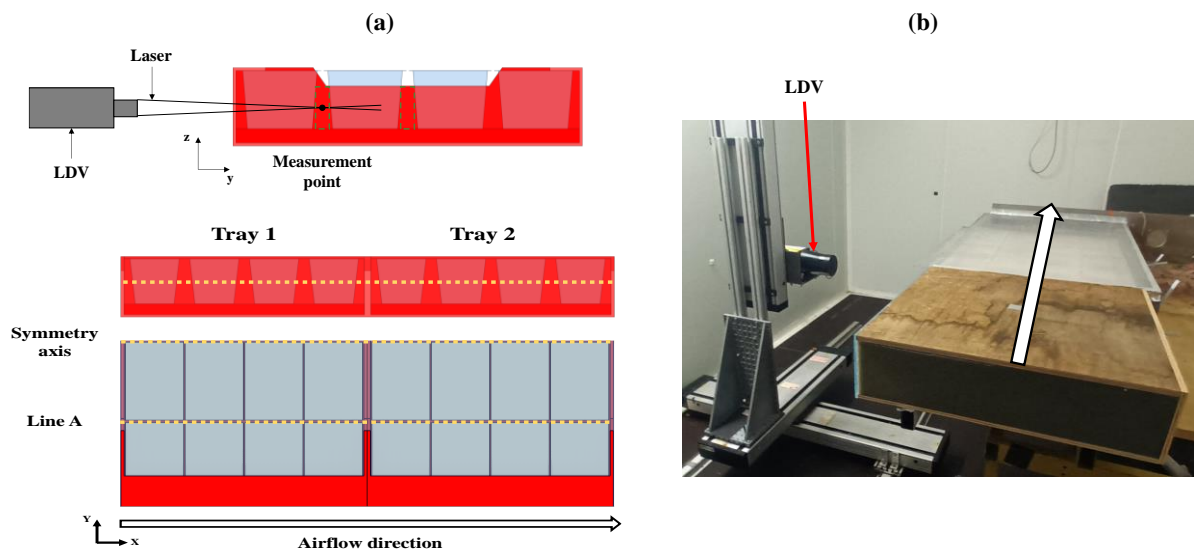 (a)
(b)
Laser
LDV
z
y
LDV
Measurement
point
Tray 1
Tray 2
Symmetry
axis
Line A
Y
X
Airflow direction